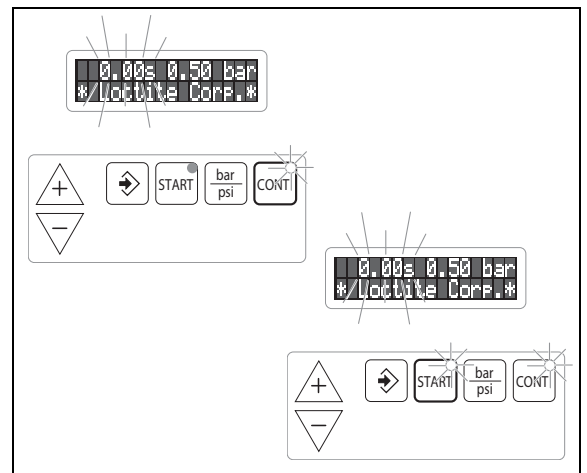 0.00s 0.50 bar
* Loctite Corp.*
+
START
bar
psi
CONT
−
0.00s 0.50 bar
* Loctite Corp.*
+
START
bar
psi
CONT
−